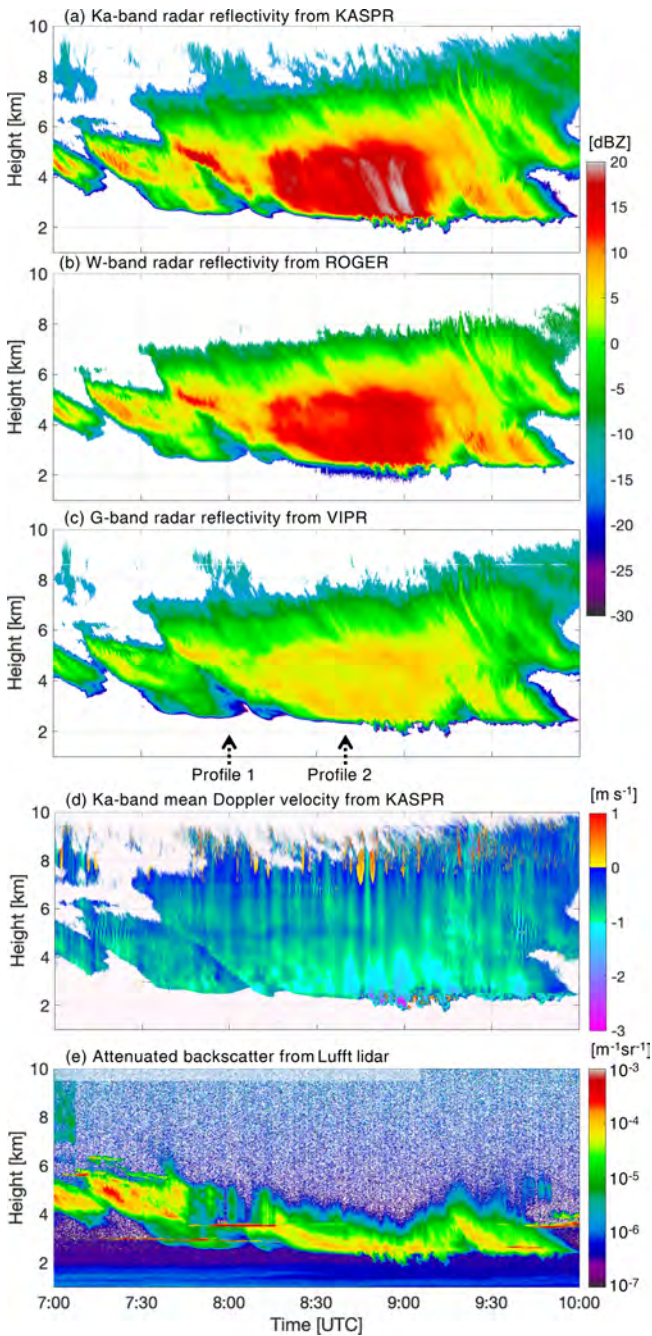 (a) Ka-band radar reflectivity from KASPR
10
8
6
4
2
Height [km]
[dBZ]
20
15
10
5
0
-5
-10
-15
-20
-25
-30
(b) W-band radar reflectivity from ROGER
10
8
6
4
2
Height [km]
(c) G-band radar reflectivity from VIPR
10
8
6
4
2
Height [km]
Profile 1 Profile 2
(d) Ka-band mean Doppler velocity from KASPR
10
8
6
4
2
Height [km]
[m s-1]
1
0
-1
-2
-3
(e) Attenuated backscatter from Lufft lidar
10
8
6
4
2
Height [km]
[m-1sr-1]
10-3
10-4
10-5
10-6
10-7
7:00 7:30 8:00 8:30 9:00 9:30 10:00
Time [UTC]